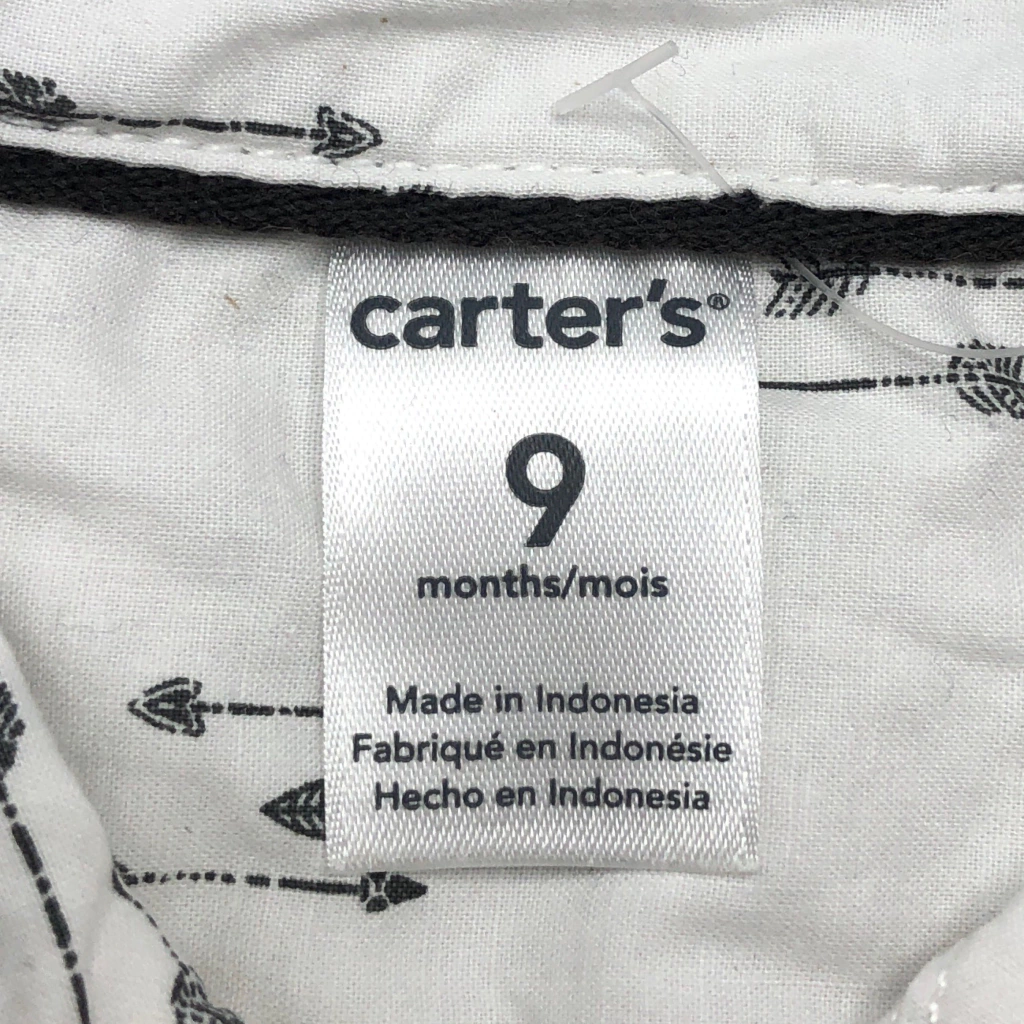 carter's®
9
months/mois
Made in Indonesia
Fabriqué en Indonésie
Hecho en Indonesia